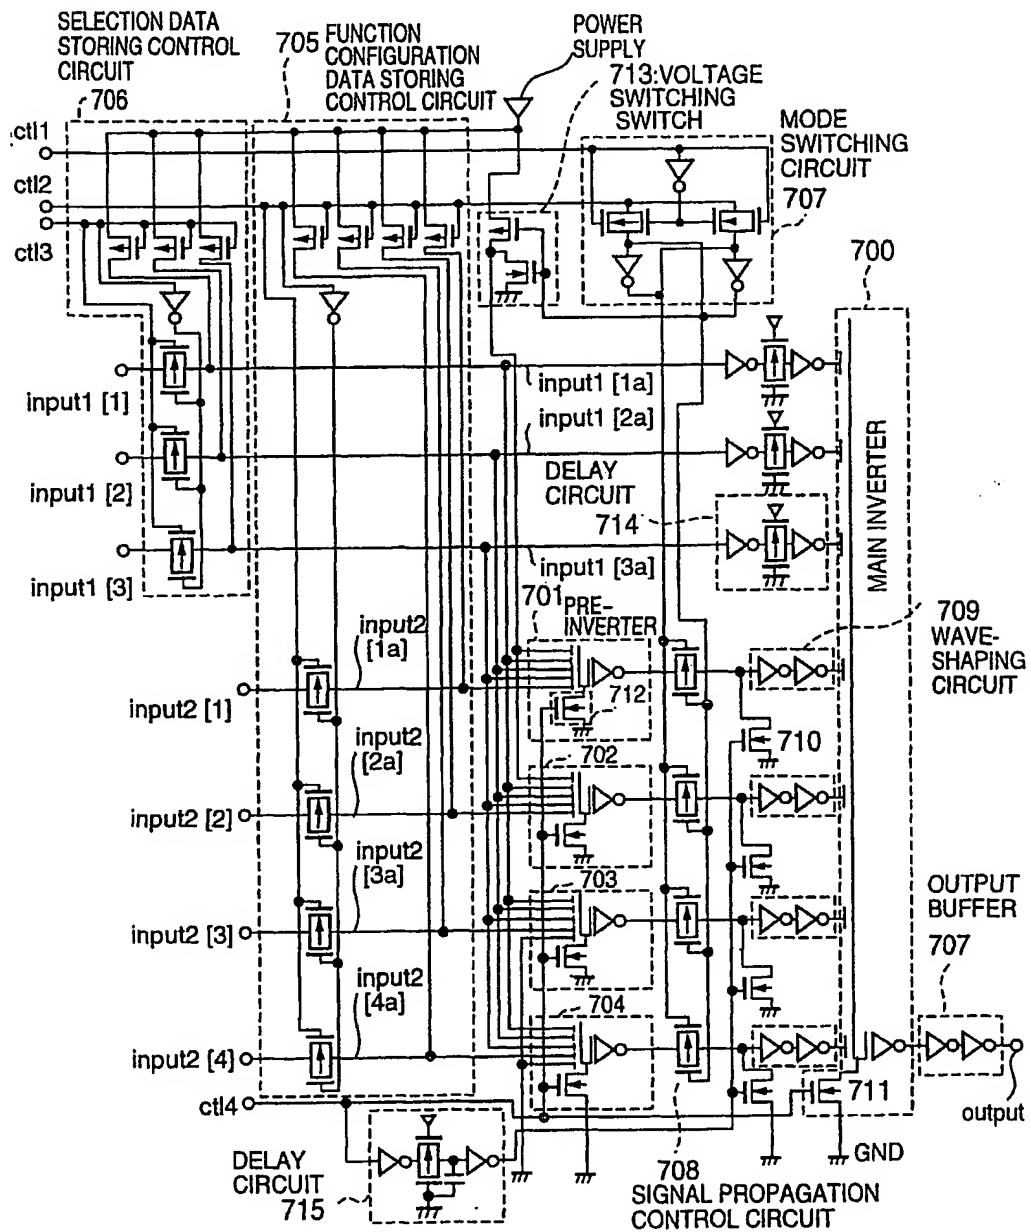 SELECTION DATA
STORING CONTROL
CIRCUIT
706
705 FUNCTION
CONFIGURATION
DATA STORING
CONTROL CIRCUIT
POWER
SUPPLY
713:VOLTAGE
SWITCHING
SWITCH
MODE
SWITCHING
CIRCUIT
707
ctl1
ctl2
ctl3
700
MAIN INVERTER
input1 [1]
input1 [1a]
input1 [2a]
input1 [2]
DELAY
CIRCUIT
714
input1 [3]
input1 [3a]
701
PRE-
INVERTER
709
WAVE-
SHAPING
CIRCUIT
input2
[1a]
input2 [1]
712
710
input2
[2a]
702
input2 [2]
input2
[3a]
703
input2 [3]
OUTPUT
BUFFER
707
input2
[4a]
704
input2 [4]
711
output
ctl4
GND
DELAY
CIRCUIT
715
708
SIGNAL PROPAGATION
CONTROL CIRCUIT